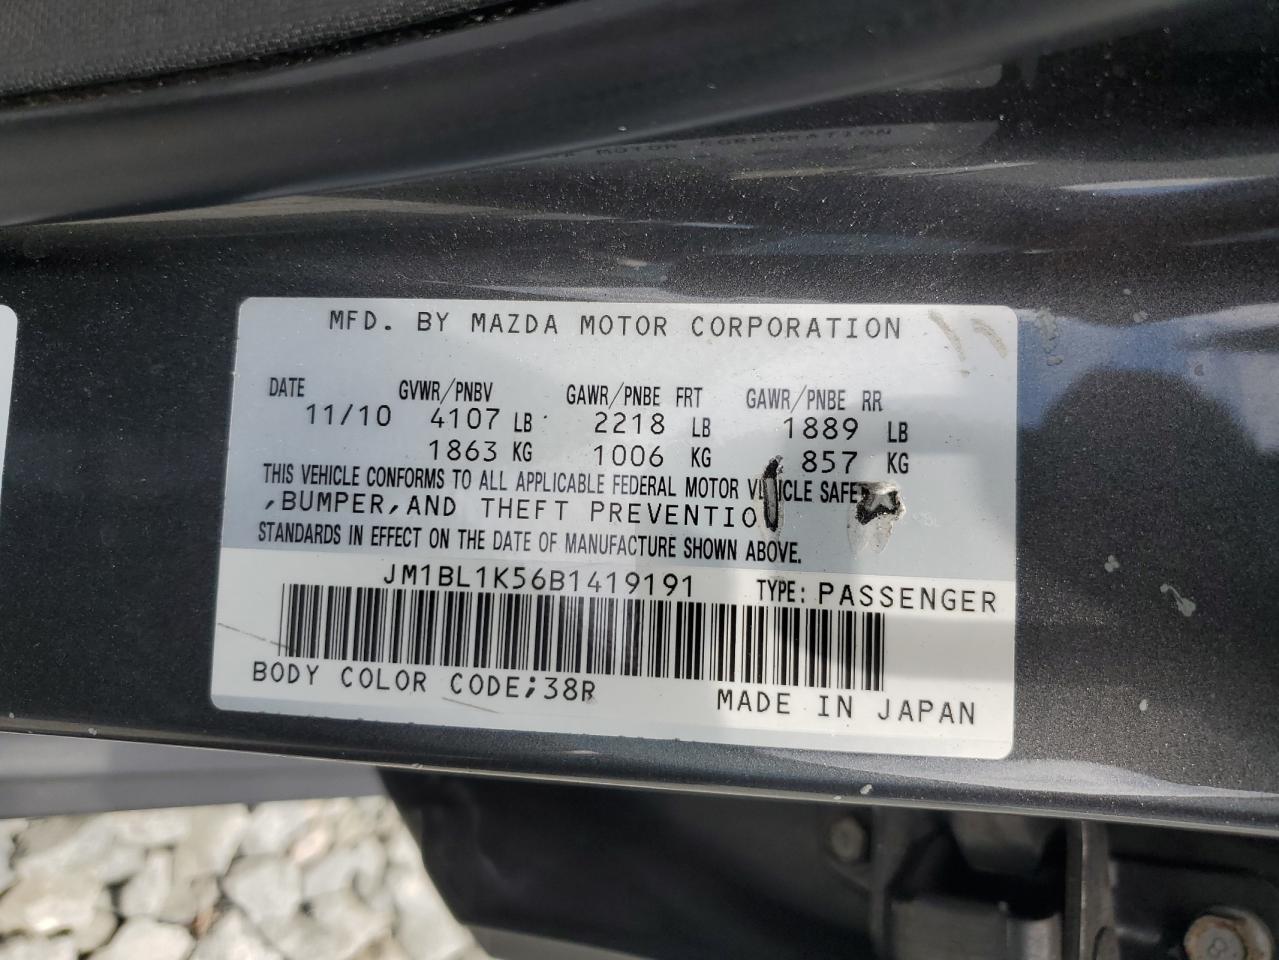 MFD. BY MAZDA MOTOR CORPORATION
DATE GVWR/PNBV GAWR/PNBE FRT GAWR/PNBE RR
11/10 4107 LB 2218 LB 1889 LB
1863 KG 1006 KG 857 KG
THIS VEHICLE CONFORMS TO ALL APPLICABLE FEDERAL MOTOR VEHICLE SAFETY
,BUMPER,AND THEFT PREVENTIO
STANDARDS IN EFFECT ON THE DATE OF MANUFACTURE SHOWN ABOVE.
JM1BL1K56B1419191 TYPE: PASSENGER
BODY COLOR CODE;38R MADE IN JAPAN